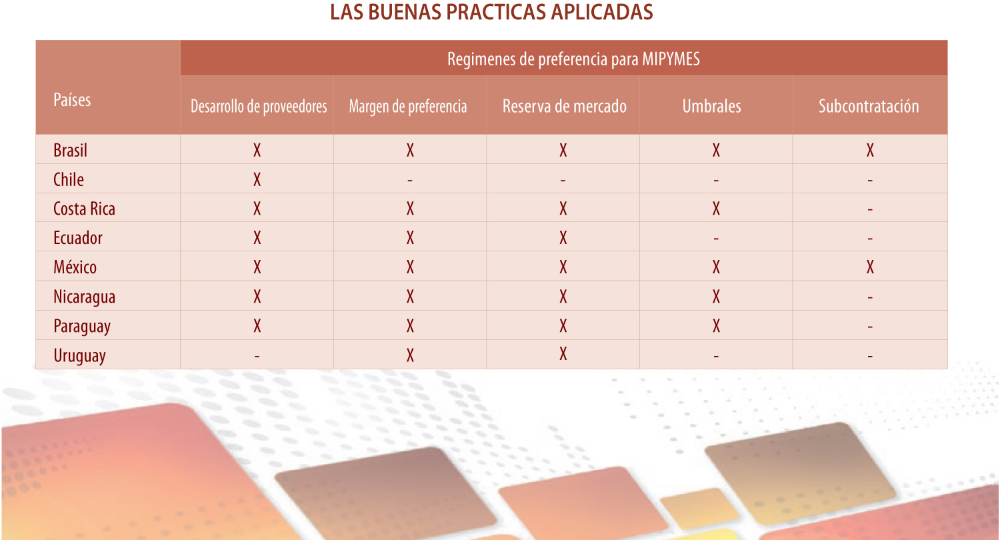 LAS BUENAS PRACTICAS APLICADAS
Regimenes de preferencia para MIPYMES
Países Desarrollo de proveedores Margen de preferencia Reserva de mercado Umbrales Subcontratación
Brasil X X X X X
Chile X - - - -
Costa Rica X X X X -
Ecuador X X X - -
México X X X X X
Nicaragua X X X X -
Paraguay X X X X -
Uruguay - X X - -